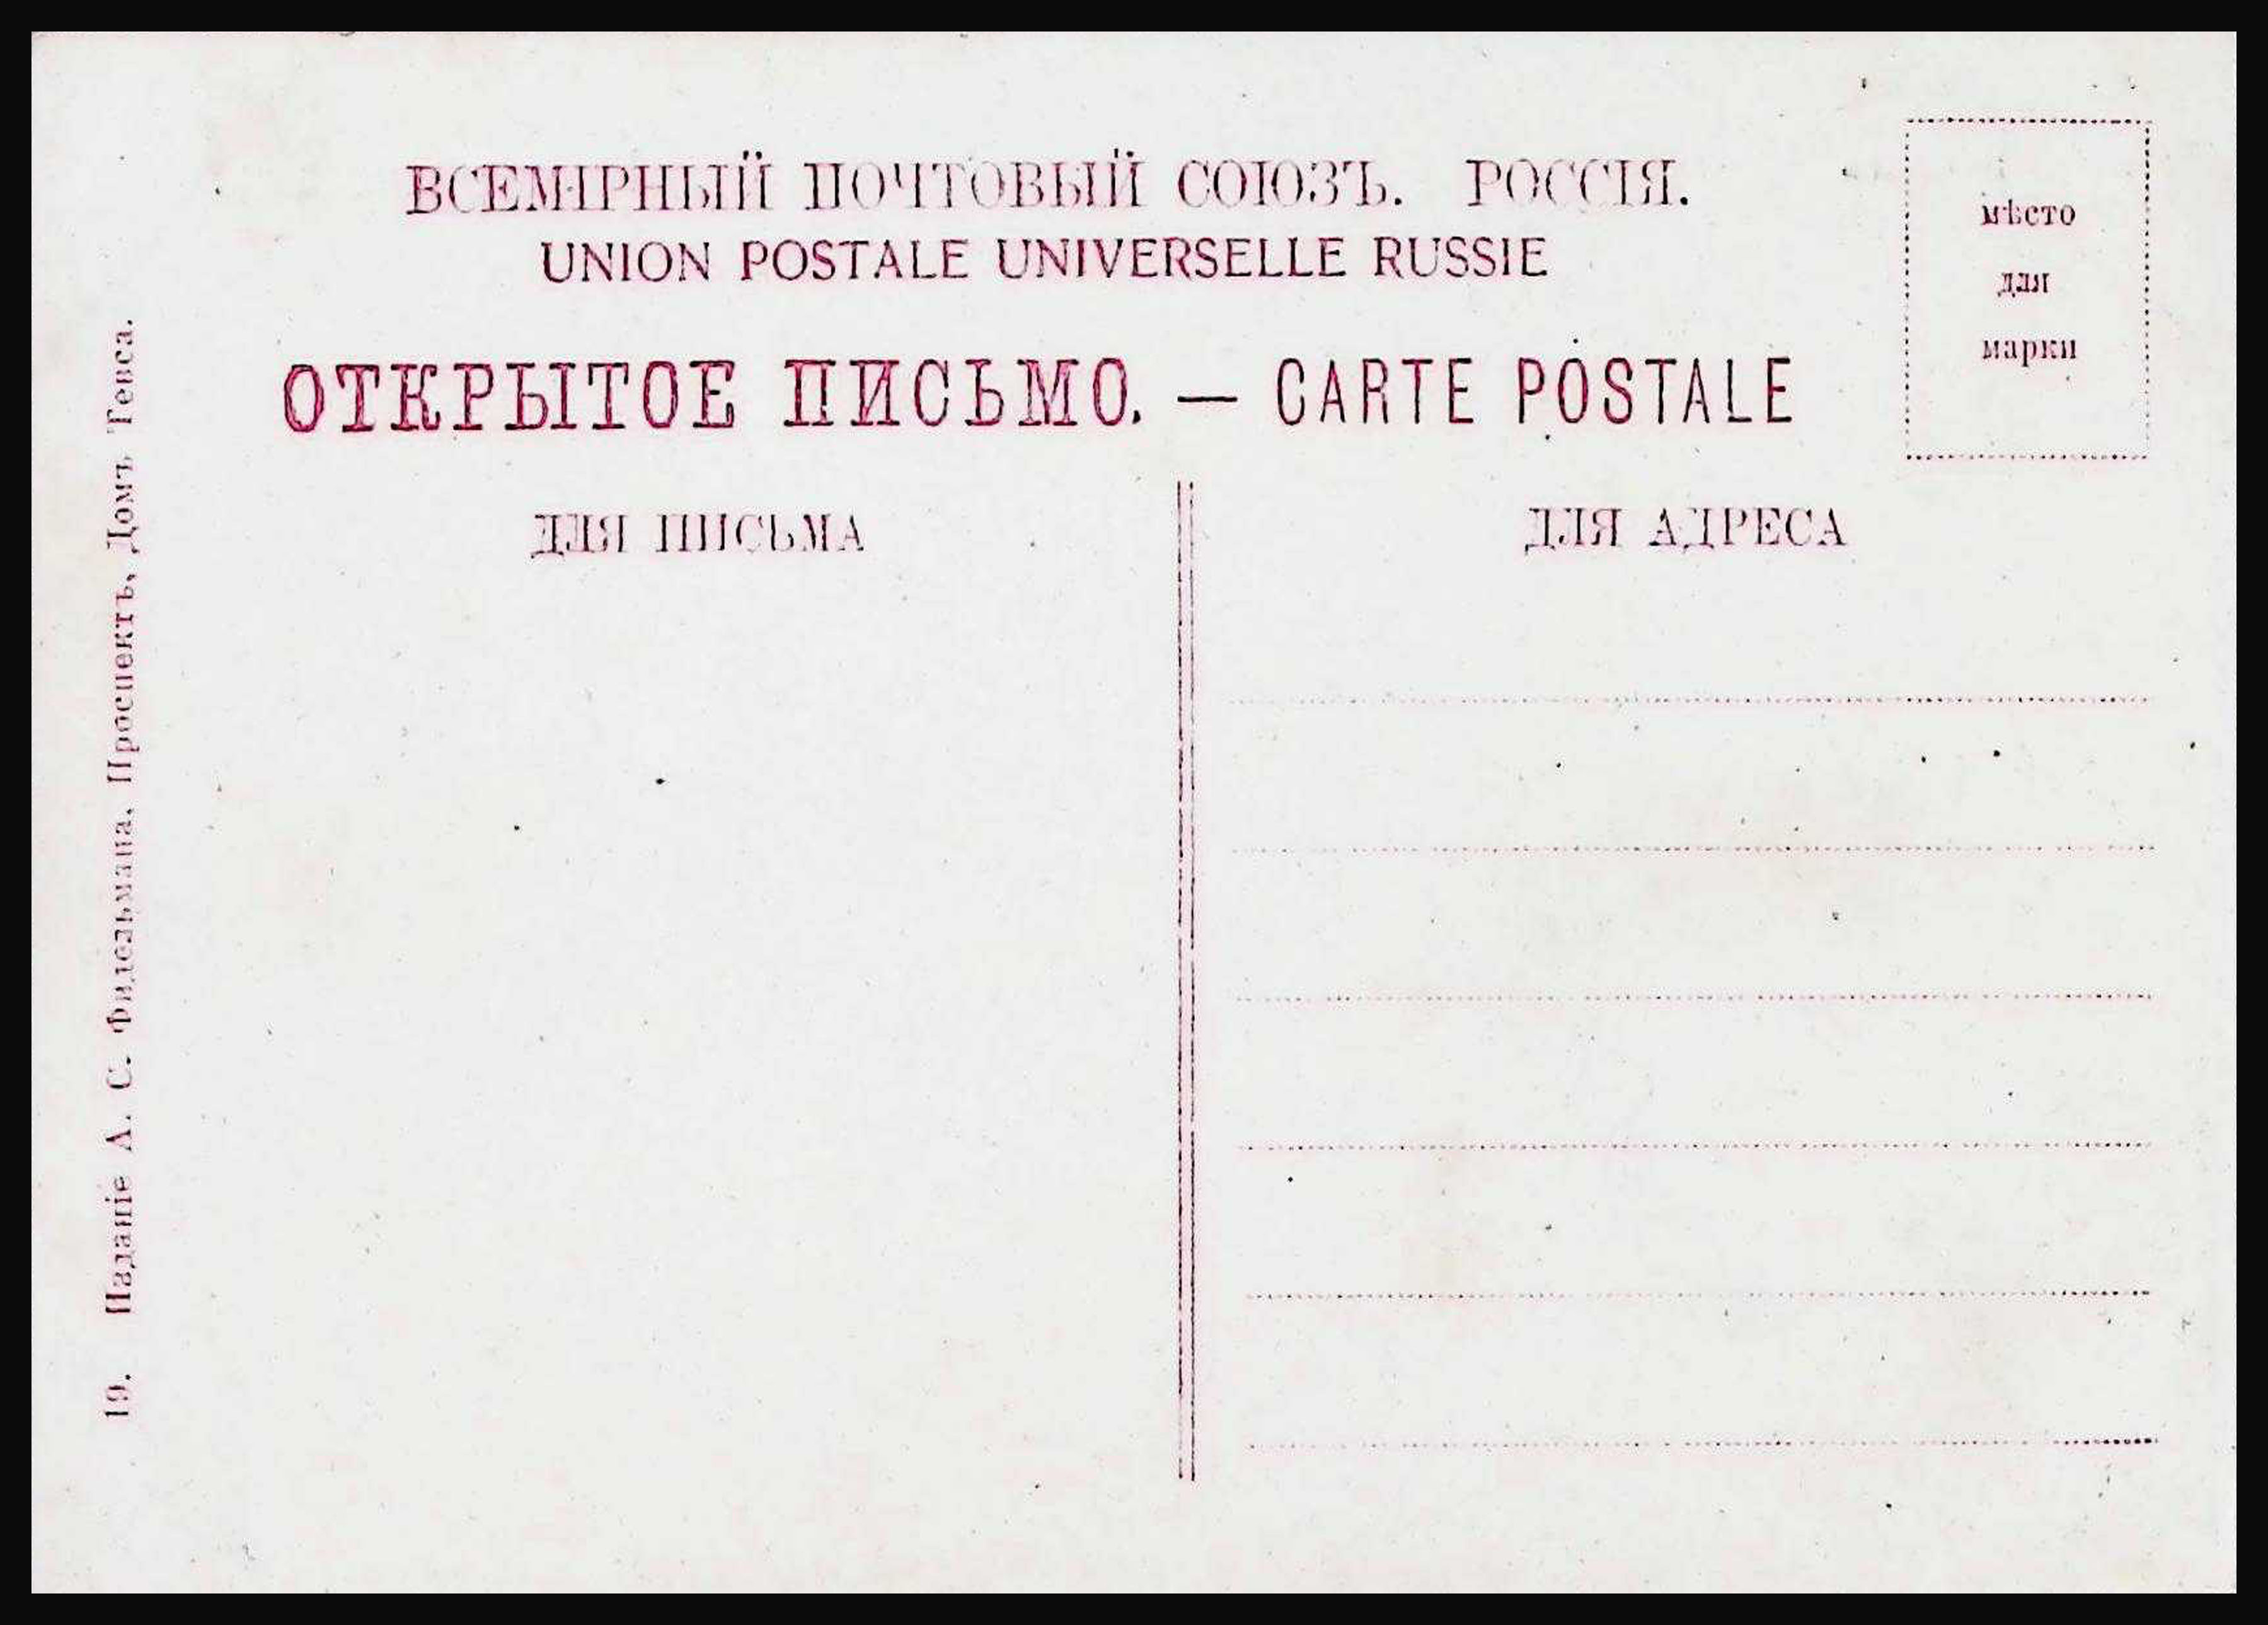 ВСЕМІРНЫЙ ПОЧТОВЫЙ СОЮЗЪ. РОССІЯ.
UNION POSTALE UNIVERSELLE RUSSIE
ОТКРЫТОЕ ПИСЬМО. — CARTE POSTALE
мѣсто
для
марки
ДЛЯ ПИСЬМА
ДЛЯ АДРЕСА
19. Изданіе А. С. Фидельмана, Проспектъ, Домъ Тевса.